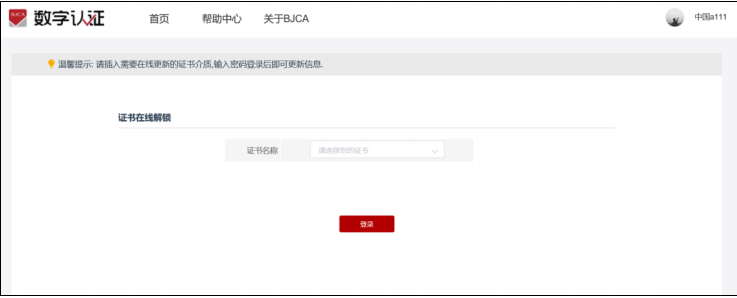 BJCA 数字认证 首页 帮助中心 关于BJCA 中国a111
温馨提示: 请插入需要在线更新的证书介质,输入密码登录后即可更新信息.
证书在线解锁
证书名称 请选择您的证书
登录